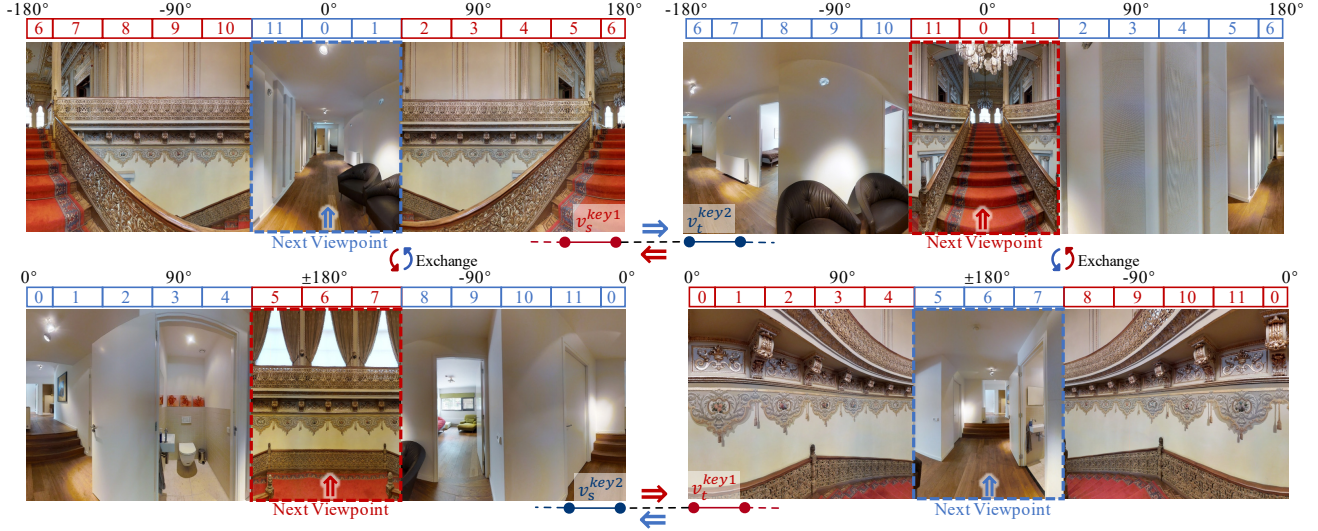 -180° -90° 0° 90° 180°
6 7 8 9 10 11 0 1 2 3 4 5 6
Next Viewpoint
v_s^{key1}
-180° -90° 0° 90° 180°
6 7 8 9 10 11 0 1 2 3 4 5 6
v_t^{key2}
Next Viewpoint
Exchange
Exchange
0° 90° ±180° -90° 0°
0 1 2 3 4 5 6 7 8 9 10 11 0
v_s^{key2}
Next Viewpoint
0° 90° ±180° -90° 0°
0 1 2 3 4 5 6 7 8 9 10 11 0
v_t^{key1}
Next Viewpoint